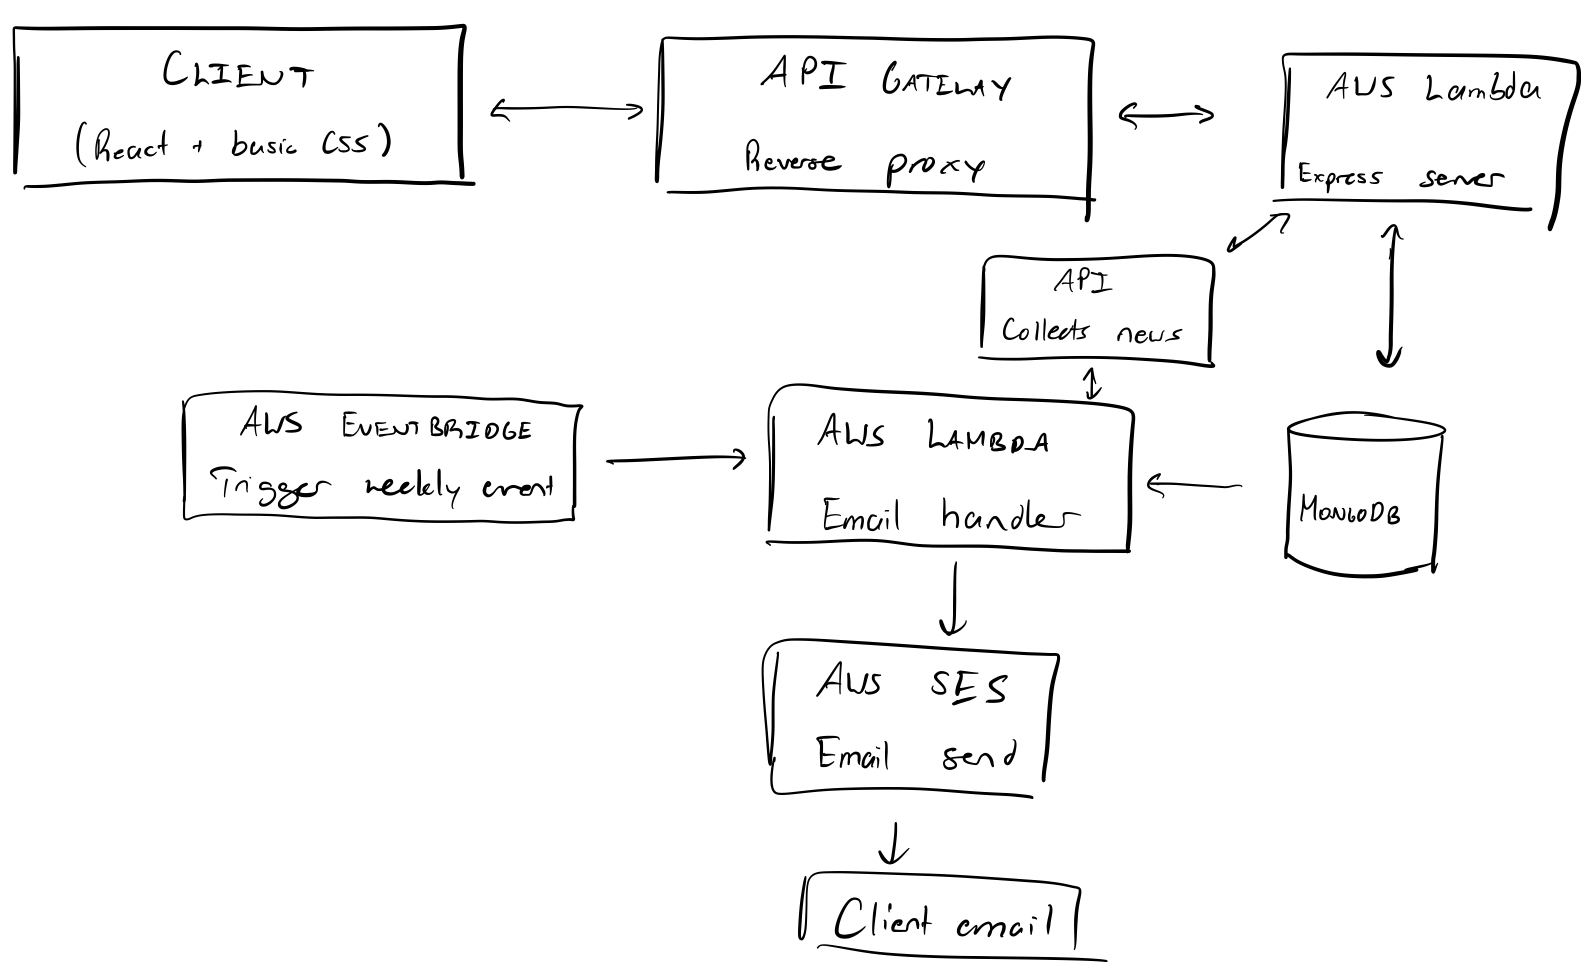 CLIENT
(React + basic CSS)
API GATEWAY
Reverse proxy
AWS Lambda
Express server
API
Collects news
AWS EVENTBRIDGE
Trigger weekly event
AWS LAMBDA
Email handler
MONGODB
AWS SES
Email send
Client email